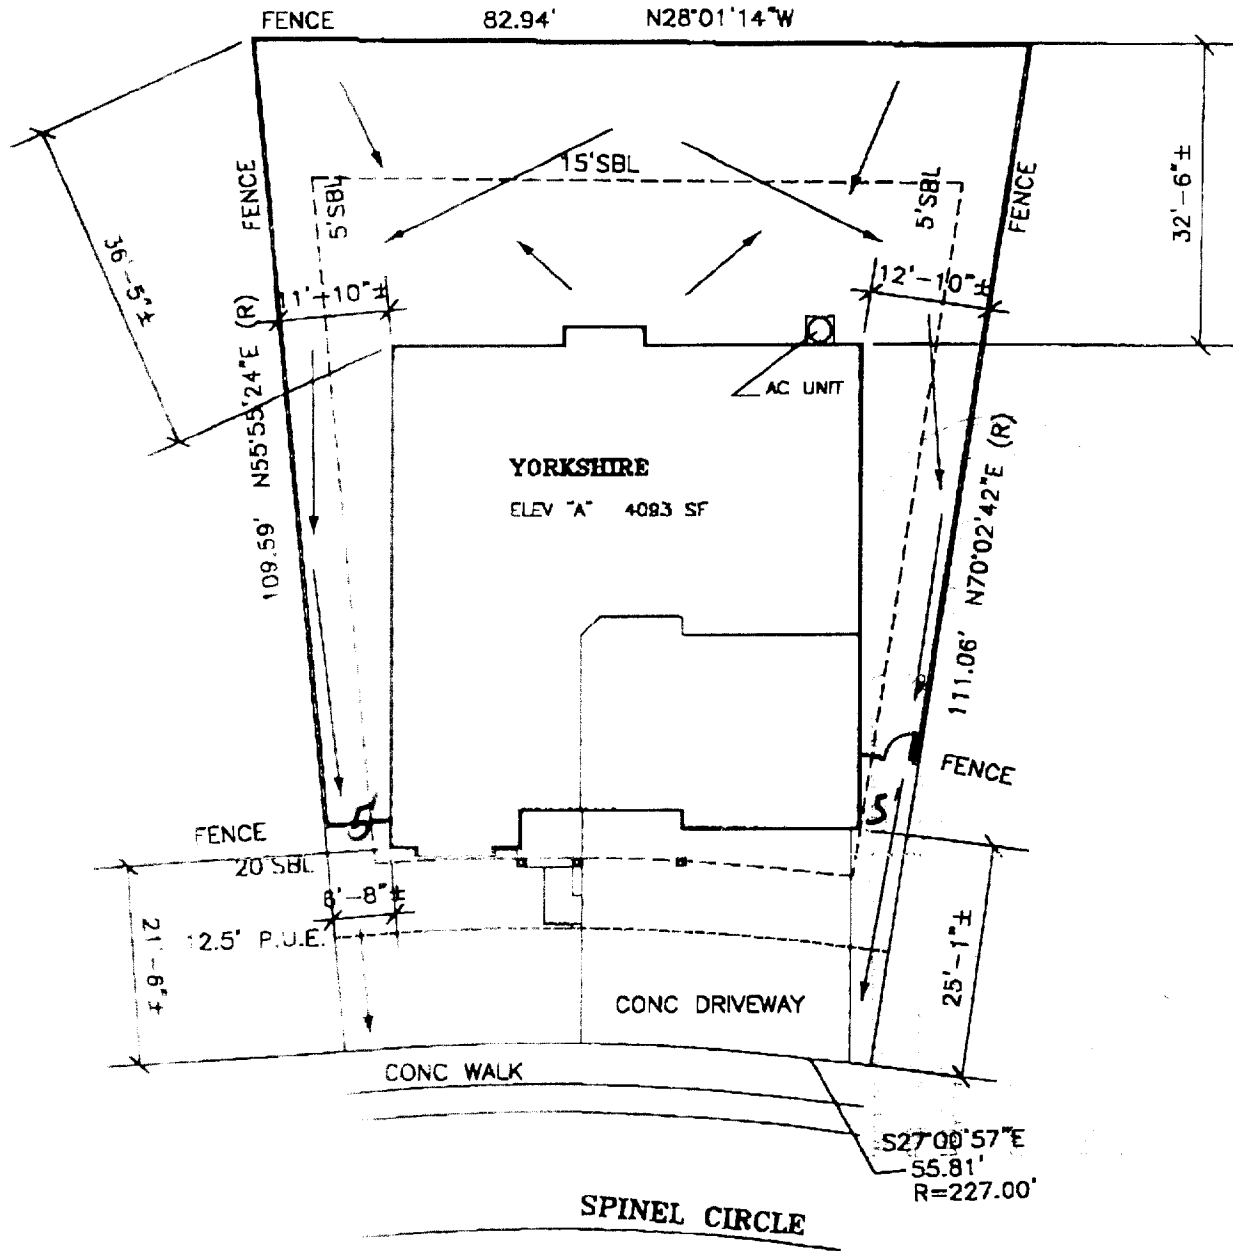 FENCE 82.94' N28°01'14"W
15'SBL
FENCE
5'SBL
5'SBL
FENCE
32'-6"±
36'-5"±
11'-10"±
12'-10"±
AC UNIT
109.59' N55°55'24"E (R)
YORKSHIRE
ELEV "A" 4093 SF
111.06' N70°02'42"E (R)
FENCE
5'
5'
FENCE
20'SBL
6'-8"±
12.5' P.U.E.
21'-6"±
25'-1"±
CONC DRIVEWAY
CONC WALK
S27°00'57"E
55.81'
R=227.00'
SPINEL CIRCLE